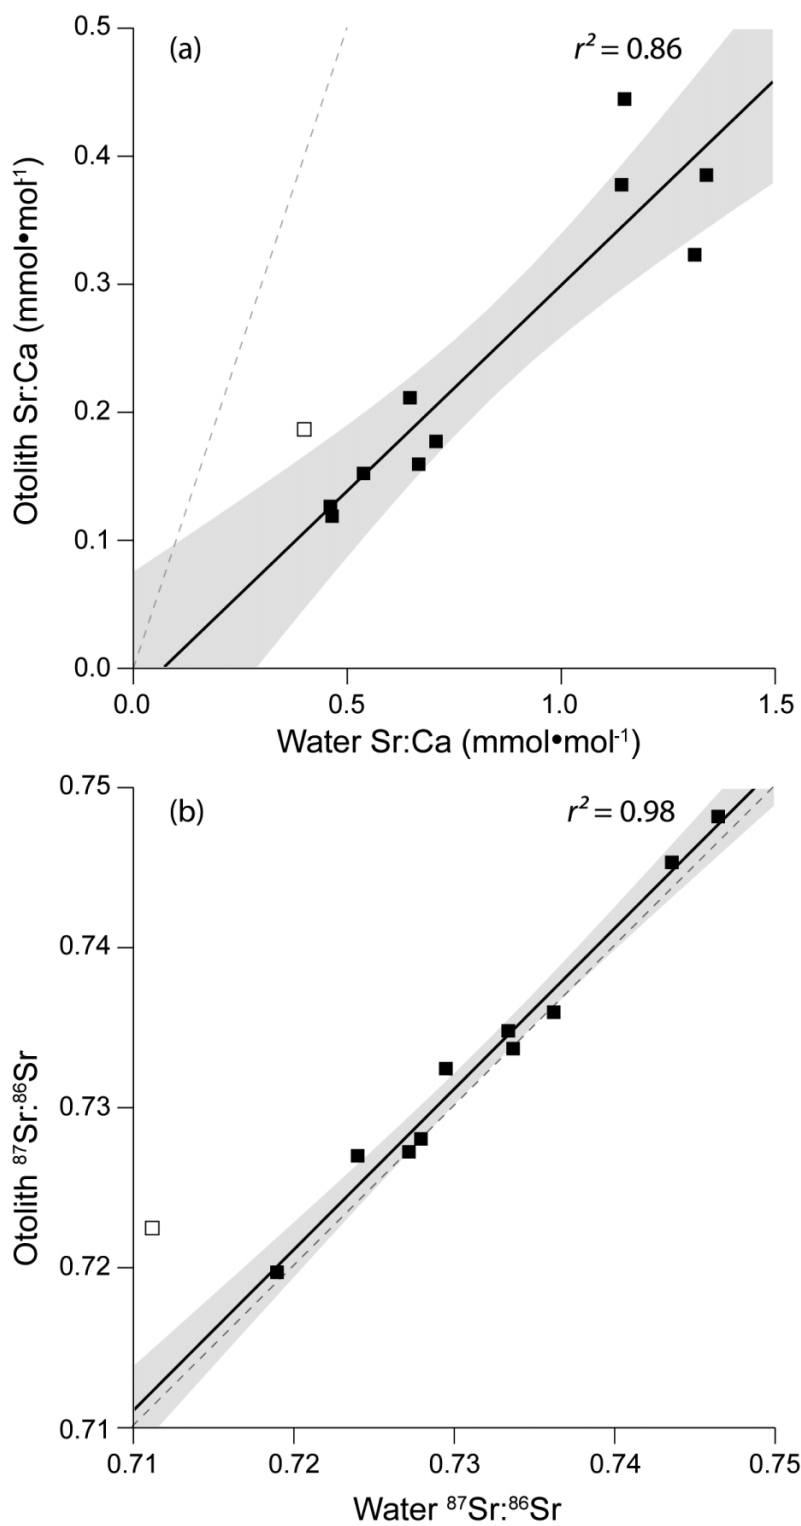 (a)
r² = 0.86
0.5
0.4
0.3
0.2
0.1
0.0
Otolith Sr:Ca (mmol•mol⁻¹)
0.0 0.5 1.0 1.5
Water Sr:Ca (mmol•mol⁻¹)
(b)
r² = 0.98
0.75
0.74
0.73
0.72
0.71
Otolith ⁸⁷Sr:⁸⁶Sr
0.71 0.72 0.73 0.74 0.75
Water ⁸⁷Sr:⁸⁶Sr